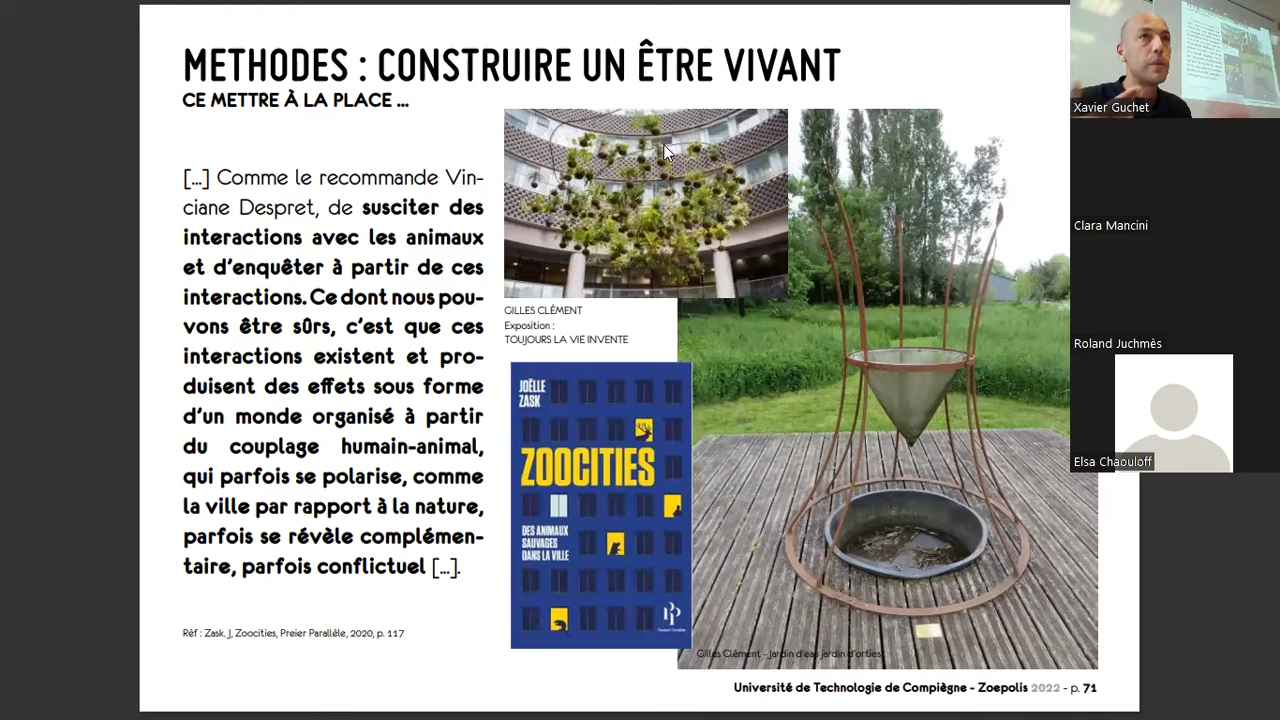 METHODES : CONSTRUIRE UN ÊTRE VIVANT
CE METTRE À LA PLACE ...
[...] Comme le recommande Vin-
ciane Despret, de susciter des
interactions avec les animaux
et d'enquêter à partir de ces
interactions. Ce dont nous pou-
vons être sûrs, c'est que ces
interactions existent et pro-
duisent des effets sous forme
d'un monde organisé à partir
du couplage humain-animal,
qui parfois se polarise, comme
la ville par rapport à la nature,
parfois se révèle complémen-
taire, parfois conflictuel [...].
Rèf : Zask. J, Zoocities, Preier Parallèle, 2020, p. 117
GILLES CLÉMENT
Exposition :
TOUJOURS LA VIE INVENTE
JOËLLE
ZASK
ZOOCITIES
DES ANIMAUX
SAUVAGES
DANS LA VILLE
Gilles Clément - Jardin d'eau jardin d'orties
Université de Technologie de Compiègne - Zoepolis 2022 - p. 71
Xavier Guchet
Clara Mancini
Roland Juchmès
Elsa Chaouloff